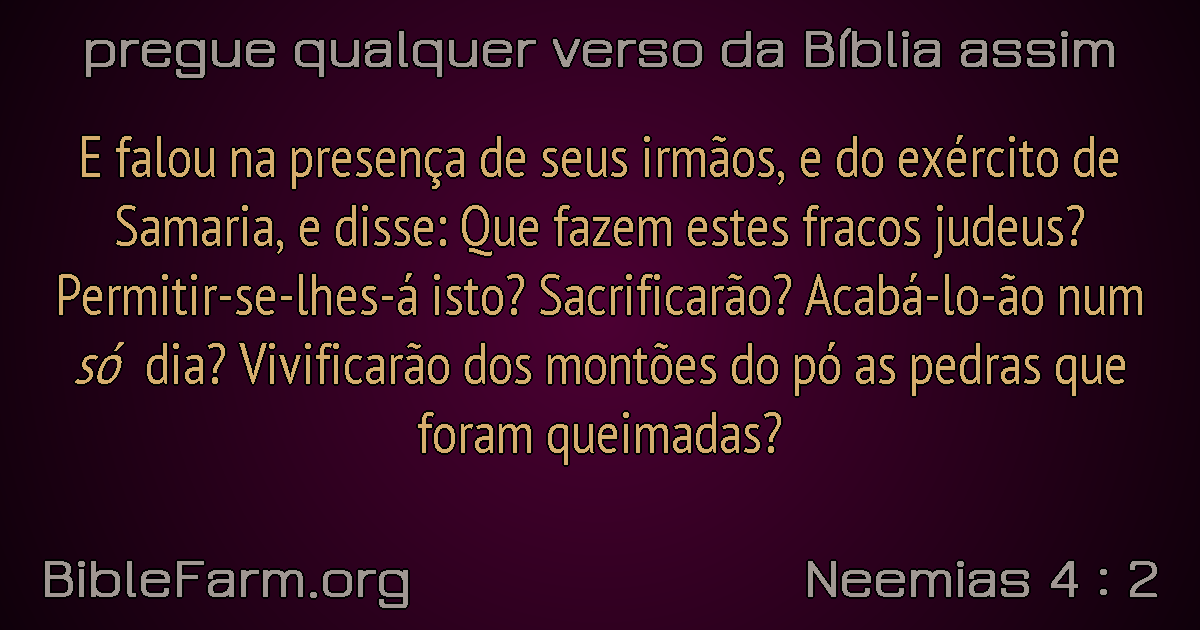 pregue qualquer verso da Bíblia assim
E falou na presença de seus irmãos, e do exército de
Samaria, e disse: Que fazem estes fracos judeus?
Permitir-se-lhes-á isto? Sacrificarão? Acabá-lo-ão num
só dia? Vivificarão dos montões do pó as pedras que
foram queimadas?
BibleFarm.org
Neemias 4 : 2